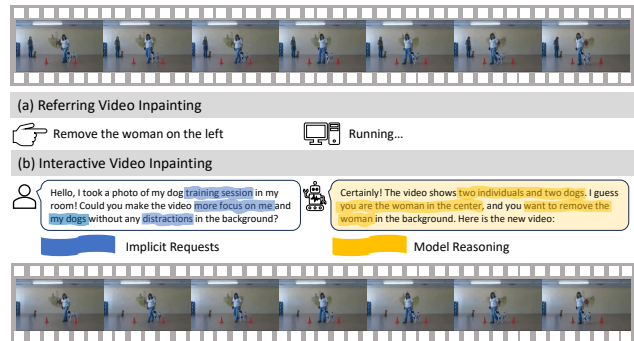 (a) Referring Video Inpainting
Remove the woman on the left
Running...
(b) Interactive Video Inpainting
Hello, I took a photo of my dog training session in my
room! Could you make the video more focus on me and
my dogs without any distractions in the background?
Certainly! The video shows two individuals and two dogs. I guess
you are the woman in the center, and you want to remove the
woman in the background. Here is the new video:
Implicit Requests
Model Reasoning